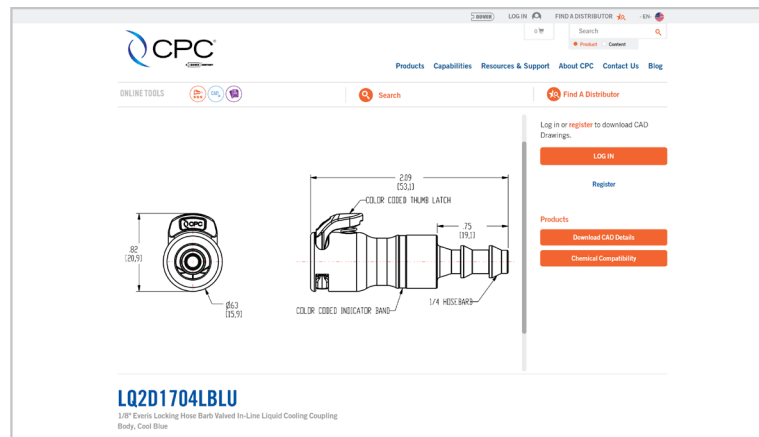 DOVER LOG IN FIND A DISTRIBUTOR - EN-
0 Search
Product Content
CPC
Products Capabilities Resources & Support About CPC Contact Us Blog
ONLINE TOOLS Search Find A Distributor
Log in or register to download CAD
Drawings.
LOG IN
Register
Products
Download CAD Details
Chemical Compatibility
2.09
[53,1]
COLOR CODED THUMB LATCH
.75
[19,1]
CPC
.82
[20,9]
Ø.63
[15,9]
COLOR CODED INDICATOR BAND
1/4 HOSEBARB
LQ2D1704LBLU
1/8" Everis Locking Hose Barb Valved In-Line Liquid Cooling Coupling
Body, Cool Blue